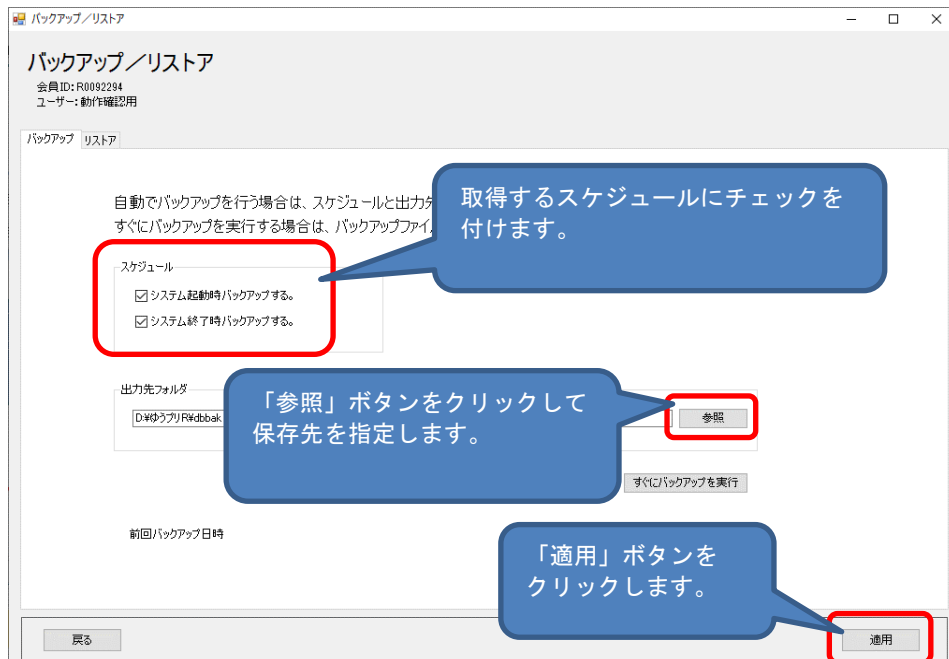 バックアップ／リストア
バックアップ／リストア
会員ID: R0092294
ユーザー: 動作確認用
バックアップ リストア
自動でバックアップを行う場合は、スケジュールと出力
すぐにバックアップを実行する場合は、バックアップファイ
取得するスケジュールにチェックを
付けます。
スケジュール
システム起動時バックアップする。
システム終了時バックアップする。
出力先フォルダ
D:¥ゆうプリR¥dbbak
参照
「参照」ボタンをクリックして
保存先を指定します。
すぐにバックアップを実行
前回バックアップ日時
「適用」ボタンを
クリックします。
戻る
適用